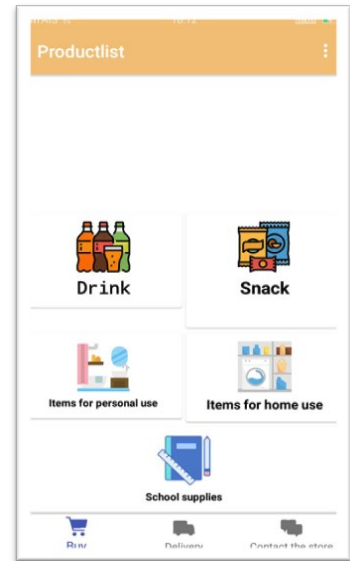 Productlist
Drink
Snack
Items for personal use
Items for home use
School supplies
Buy
Delivery
Contact the store